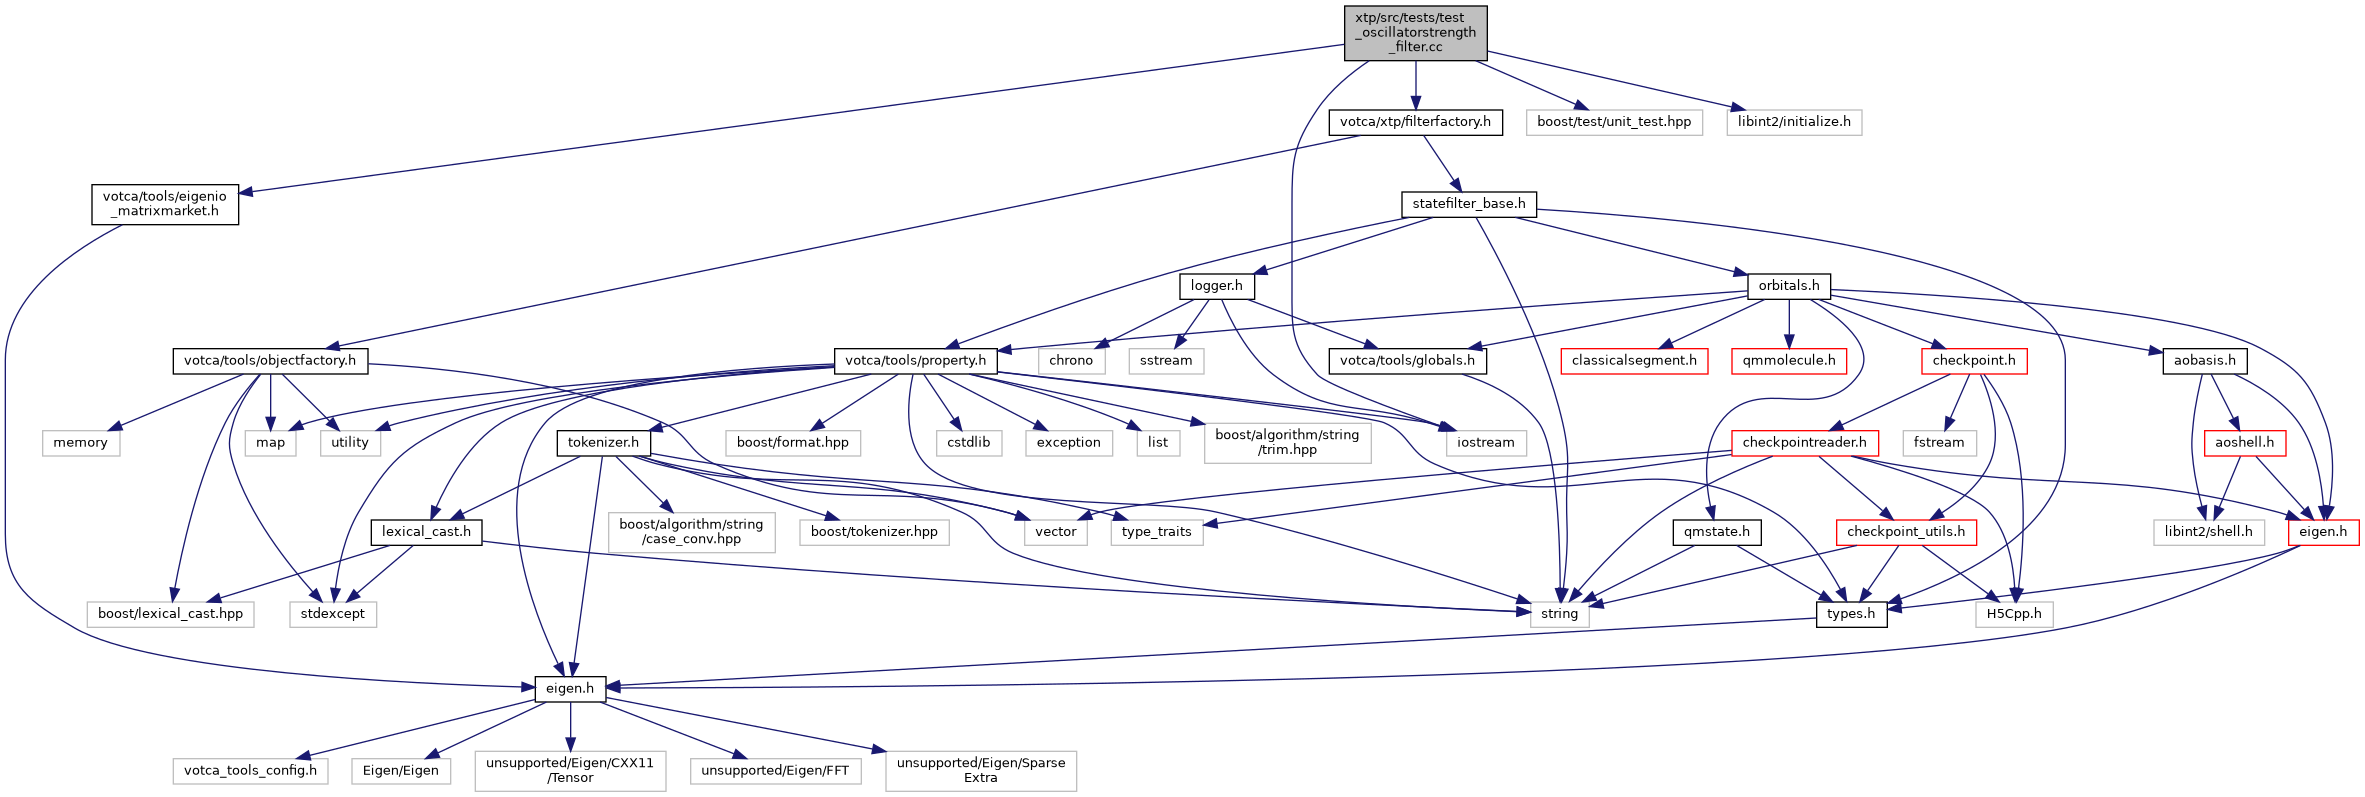 xtp/src/tests/test
_oscillatorstrength
_filter.cc
votca/xtp/filterfactory.h
boost/test/unit_test.hpp
libint2/initialize.h
votca/tools/eigenio
_matrixmarket.h
statefilter_base.h
logger.h
orbitals.h
votca/tools/objectfactory.h
votca/tools/property.h
chrono
sstream
votca/tools/globals.h
classicalsegment.h
qmmolecule.h
checkpoint.h
aobasis.h
memory
map
utility
tokenizer.h
boost/format.hpp
cstdlib
exception
list
boost/algorithm/string
/trim.hpp
iostream
checkpointreader.h
fstream
aoshell.h
lexical_cast.h
boost/algorithm/string
/case_conv.hpp
boost/tokenizer.hpp
vector
type_traits
qmstate.h
checkpoint_utils.h
libint2/shell.h
eigen.h
boost/lexical_cast.hpp
stdexcept
string
types.h
H5Cpp.h
eigen.h
votca_tools_config.h
Eigen/Eigen
unsupported/Eigen/CXX11
/Tensor
unsupported/Eigen/FFT
unsupported/Eigen/Sparse
Extra